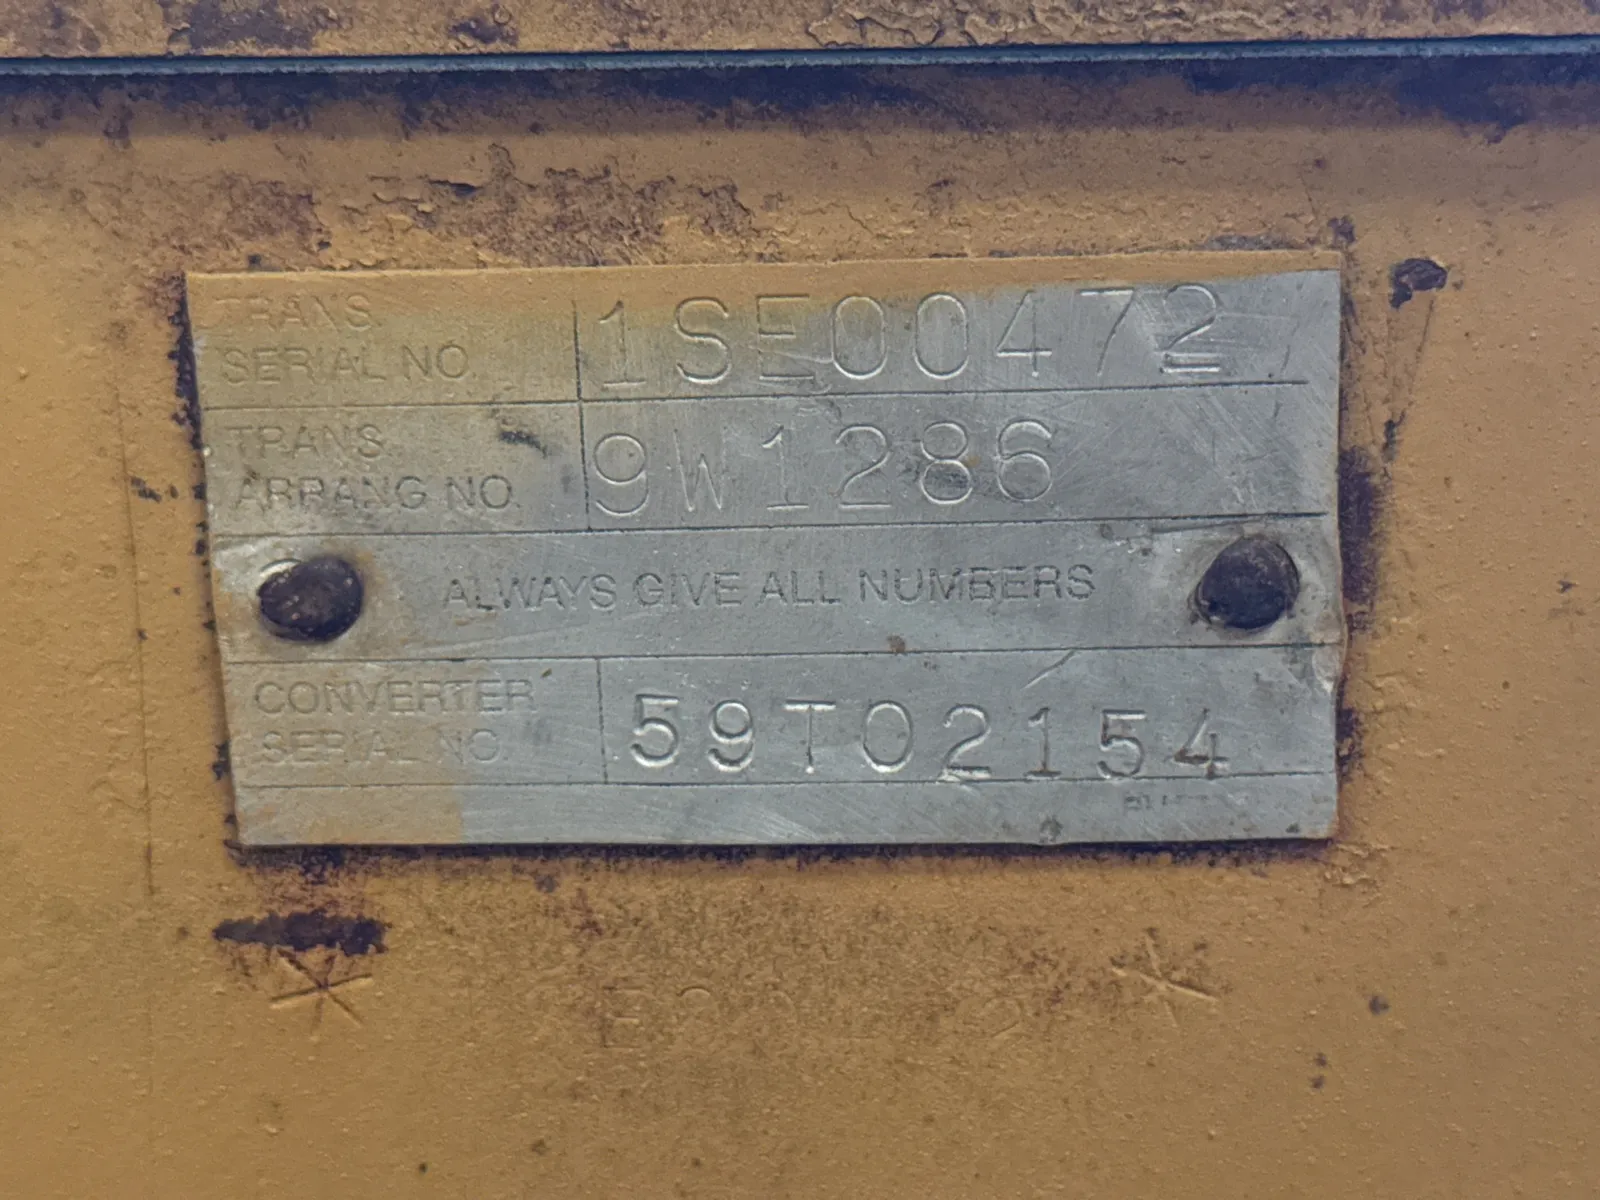 TRANS.
SERIAL NO. 1SE00472
TRANS.
ARRANG NO. 9W1286
ALWAYS GIVE ALL NUMBERS
CONVERTER
SERIAL NO. 59T02154